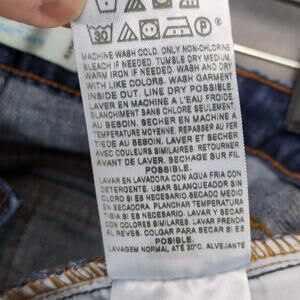 30
P
MACHINE WASH COLD. ONLY NON-CHLORINE
BLEACH IF NEEDED. TUMBLE DRY MEDIUM.
WARM IRON IF NEEDED. WASH AND DRY
WITH LIKE COLORS. WASH GARMENT
INSIDE OUT. LINE DRY POSSIBLE.
LAVER EN MACHINE A L'EAU FROIDE
BLANCHIMENT SANS CHLORE SEULEMENT,
AU BESOIN. SECHER EN MACHINE A
TEMPERATURE MOYENNE. REPASSER AU FER
TIEDE AU BESOIN. LAVER ET SECHER
AVEC COULEURS SIMILAIRES. RETOURNER
AVANT DE LAVER. SECHAGE SUR FIL
POSSIBLE.
LAVAR EN LAVADORA CON AGUA FRIA CON
DETERGENTE. USAR BLANQUEADOR SIN
CLORO SI ES NECESARIO. SECAR MEDIO
EN SECADORA. PLANCHAR TEMPERATURA
TIBIA SI ES NECESARIO. LAVAR Y SECAR
CON COLORES SIMILARES. LAVAR PRENDA
AL REVES. COLGAR PARA SECAR SI ES
POSIBLE.
LAVAGEM NORMAL ATÉ 30°C. ALVEJANTE